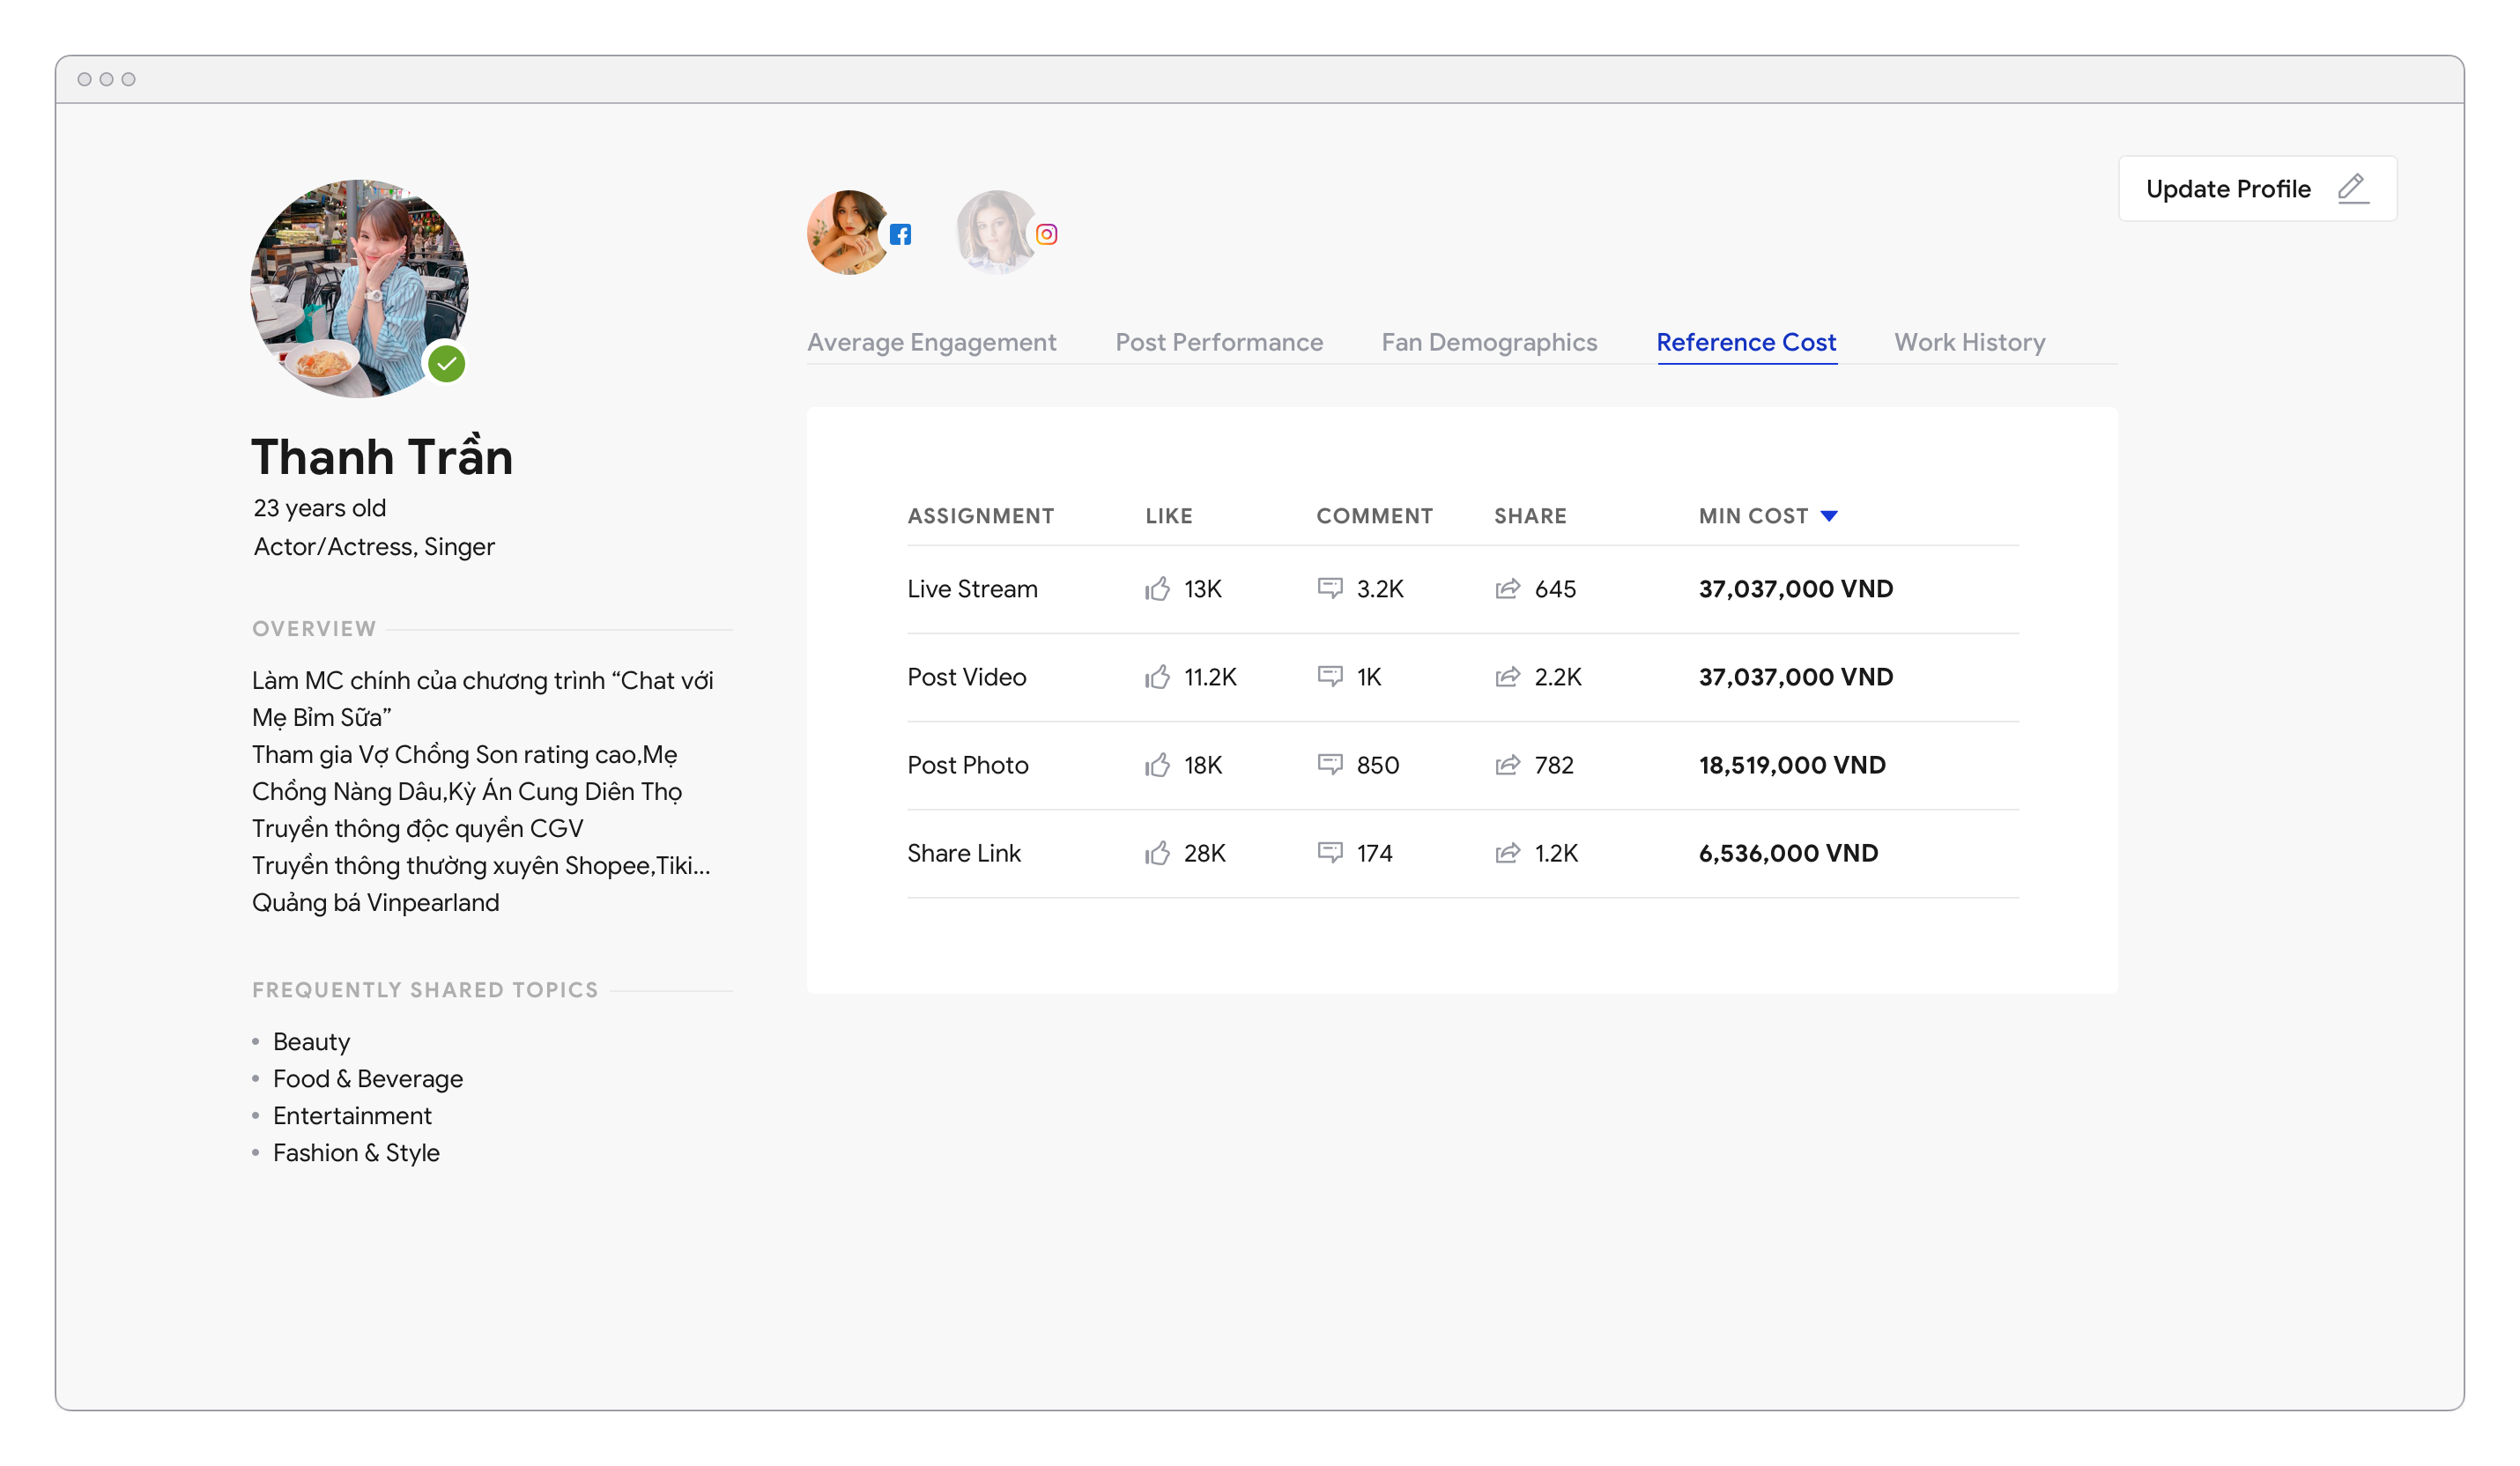 Update Profile
Thanh Trần
23 years old
Actor/Actress, Singer
OVERVIEW
Làm MC chính của chương trình “Chat với
Mẹ Bỉm Sữa”
Tham gia Vợ Chồng Son rating cao,Mẹ
Chồng Nàng Dâu,Kỳ Án Cung Diên Thọ
Truyền thông độc quyền CGV
Truyền thông thường xuyên Shopee,Tiki...
Quảng bá Vinpearland
FREQUENTLY SHARED TOPICS
• Beauty
• Food & Beverage
• Entertainment
• Fashion & Style
Average Engagement Post Performance Fan Demographics Reference Cost Work History
ASSIGNMENT LIKE COMMENT SHARE MIN COST
Live Stream 13K 3.2K 645 37,037,000 VND
Post Video 11.2K 1K 2.2K 37,037,000 VND
Post Photo 18K 850 782 18,519,000 VND
Share Link 28K 174 1.2K 6,536,000 VND